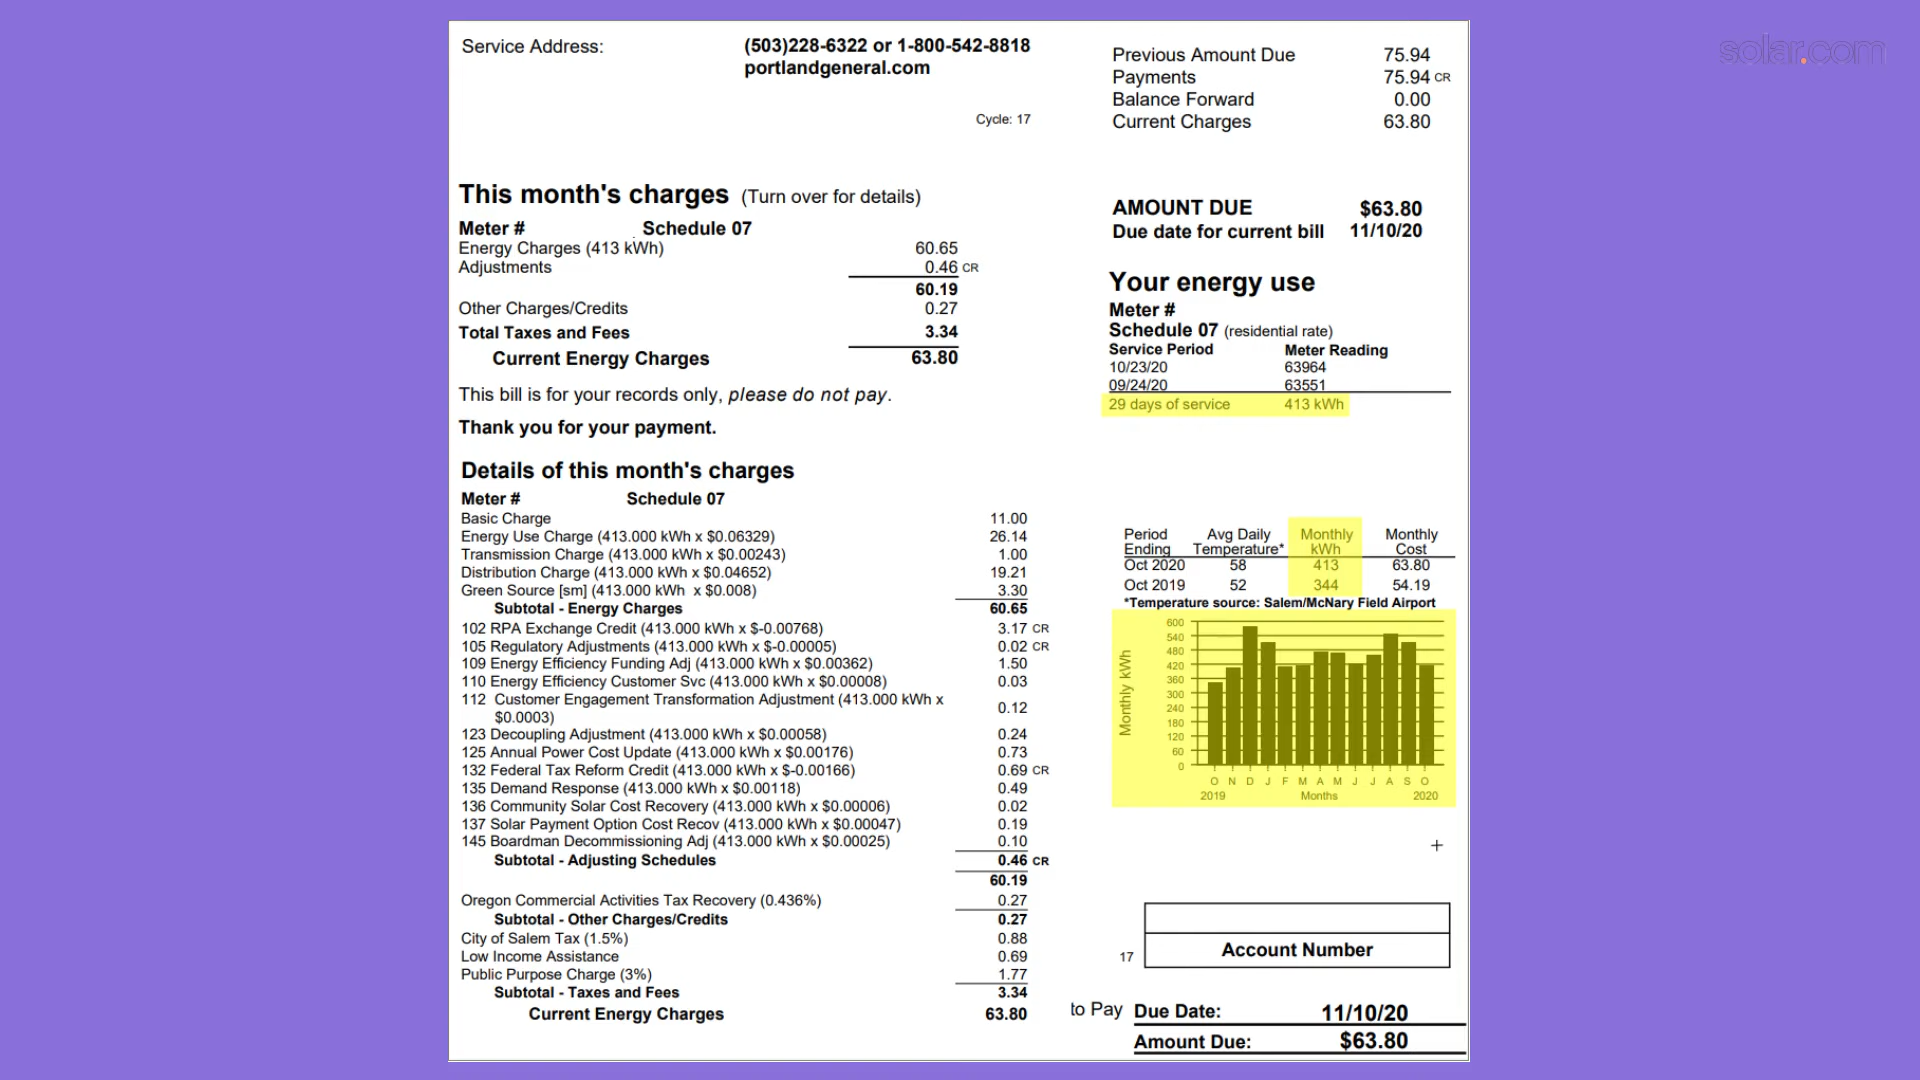 solar.com
Service Address:
(503)228-6322 or 1-800-542-8818
portlandgeneral.com
Cycle: 17
Previous Amount Due 75.94
Payments 75.94 CR
Balance Forward 0.00
Current Charges 63.80
This month's charges (Turn over for details)
Meter # Schedule 07
Energy Charges (413 kWh) 60.65
Adjustments 0.46 CR
60.19
Other Charges/Credits 0.27
Total Taxes and Fees 3.34
Current Energy Charges 63.80
This bill is for your records only, please do not pay.
Thank you for your payment.
AMOUNT DUE $63.80
Due date for current bill 11/10/20
Your energy use
Meter #
Schedule 07 (residential rate)
Service Period Meter Reading
10/23/20 63964
09/24/20 63551
29 days of service 413 kWh
Details of this month's charges
Meter # Schedule 07
Basic Charge 11.00
Energy Use Charge (413.000 kWh x $0.06329) 26.14
Transmission Charge (413.000 kWh x $0.00243) 1.00
Distribution Charge (413.000 kWh x $0.04652) 19.21
Green Source [sm] (413.000 kWh x $0.008) 3.30
Subtotal - Energy Charges 60.65
102 RPA Exchange Credit (413.000 kWh x $-0.00768) 3.17 CR
105 Regulatory Adjustments (413.000 kWh x $-0.00005) 0.02 CR
109 Energy Efficiency Funding Adj (413.000 kWh x $0.00362) 1.50
110 Energy Efficiency Customer Svc (413.000 kWh x $0.00008) 0.03
112 Customer Engagement Transformation Adjustment (413.000 kWh x
$0.0003) 0.12
123 Decoupling Adjustment (413.000 kWh x $0.00058) 0.24
125 Annual Power Cost Update (413.000 kWh x $0.00176) 0.73
132 Federal Tax Reform Credit (413.000 kWh x $-0.00166) 0.69 CR
135 Demand Response (413.000 kWh x $0.00118) 0.49
136 Community Solar Cost Recovery (413.000 kWh x $0.00006) 0.02
137 Solar Payment Option Cost Recov (413.000 kWh x $0.00047) 0.19
145 Boardman Decommissioning Adj (413.000 kWh x $0.00025) 0.10
Subtotal - Adjusting Schedules 0.46 CR
60.19
Oregon Commercial Activities Tax Recovery (0.436%) 0.27
Subtotal - Other Charges/Credits 0.27
City of Salem Tax (1.5%) 0.88
Low Income Assistance 0.69
Public Purpose Charge (3%) 1.77
Subtotal - Taxes and Fees 3.34
Current Energy Charges 63.80
Period Avg Daily Monthly Monthly
Ending Temperature* kWh Cost
Oct 2020 58 413 63.80
Oct 2019 52 344 54.19
*Temperature source: Salem/McNary Field Airport
Monthly kWh
600
540
480
420
360
300
240
180
120
60
0
O N D J F M A M J J A S O
2019 Months 2020
17 Account Number
to Pay Due Date: 11/10/20
Amount Due: $63.80